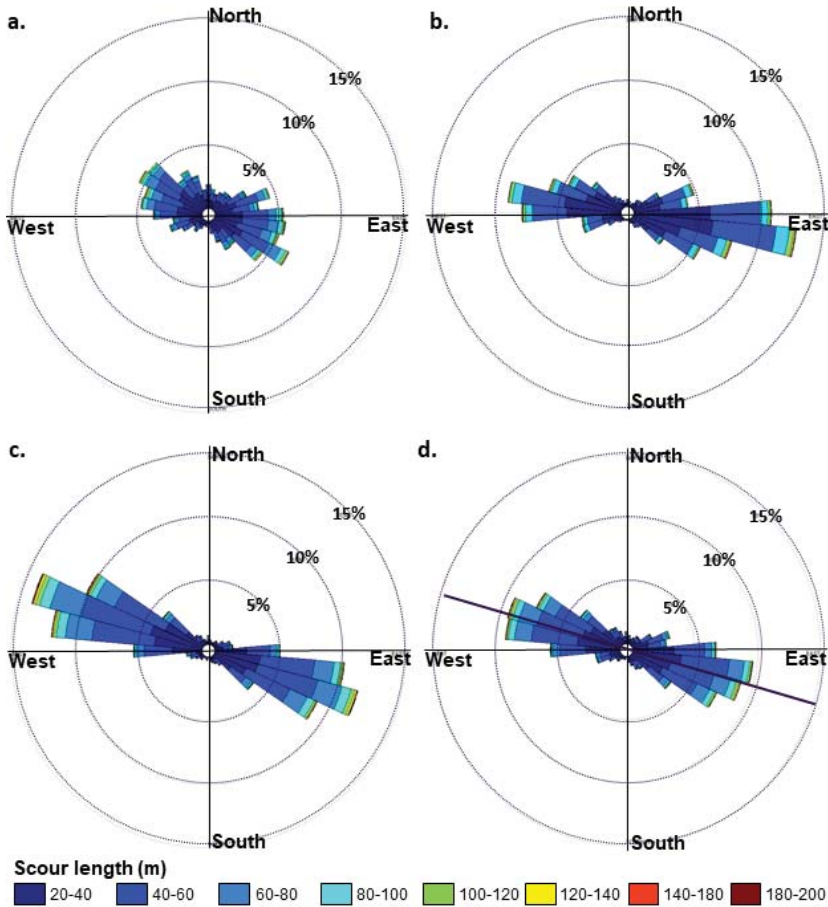 a.
North
15%
10%
5%
West
East
South
b.
North
15%
10%
5%
West
East
South
c.
North
15%
10%
5%
West
East
South
d.
North
15%
10%
5%
West
East
South
Scour length (m)
20-40 40-60 60-80 80-100 100-120 120-140 140-180 180-200